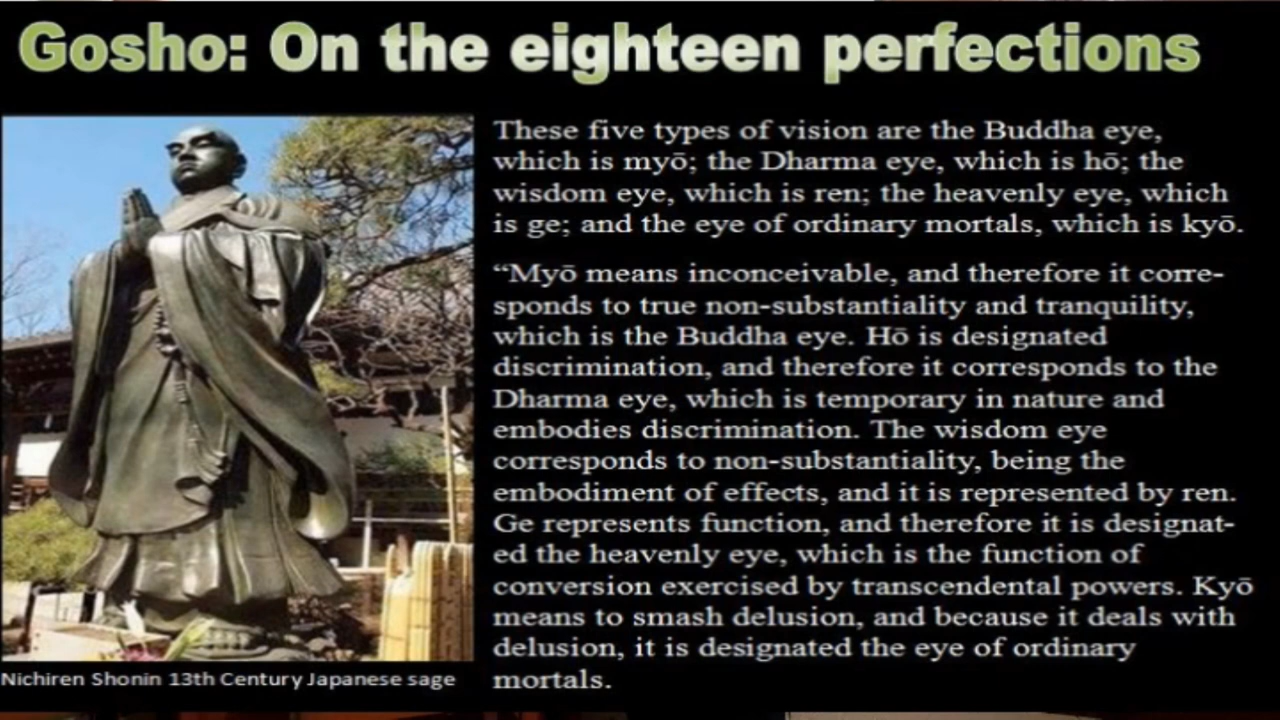 Gosho: On the eighteen perfections
These five types of vision are the Buddha eye,
which is myō; the Dharma eye, which is hō; the
wisdom eye, which is ren; the heavenly eye, which
is ge; and the eye of ordinary mortals, which is kyō.
“Myō means inconceivable, and therefore it corre-
sponds to true non-substantiality and tranquility,
which is the Buddha eye. Hō is designated
discrimination, and therefore it corresponds to the
Dharma eye, which is temporary in nature and
embodies discrimination. The wisdom eye
corresponds to non-substantiality, being the
embodiment of effects, and it is represented by ren.
Ge represents function, and therefore it is designat-
ed the heavenly eye, which is the function of
conversion exercised by transcendental powers. Kyō
means to smash delusion, and because it deals with
delusion, it is designated the eye of ordinary
mortals.
Nichiren Shonin 13th Century Japanese sage